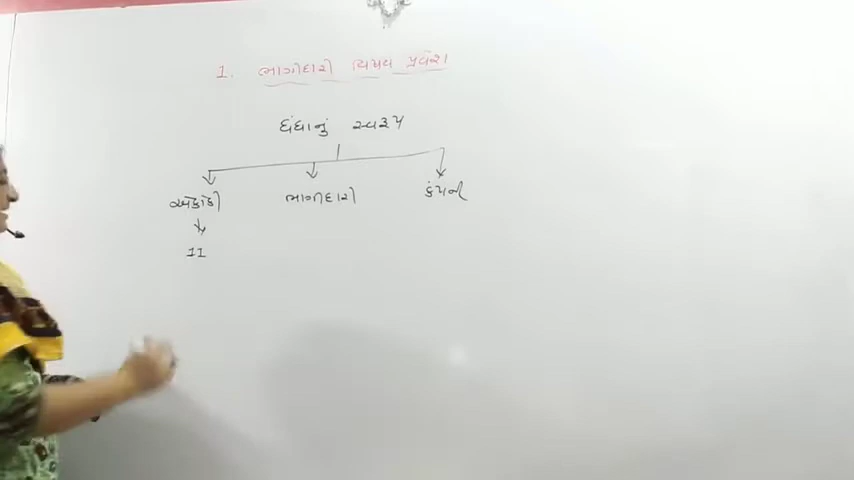 1. ભાગીદારી વિષય પ્રવેશ
ધંધાનું સ્વરૂપ
એકાકી ભાગીદારી કંપની
11